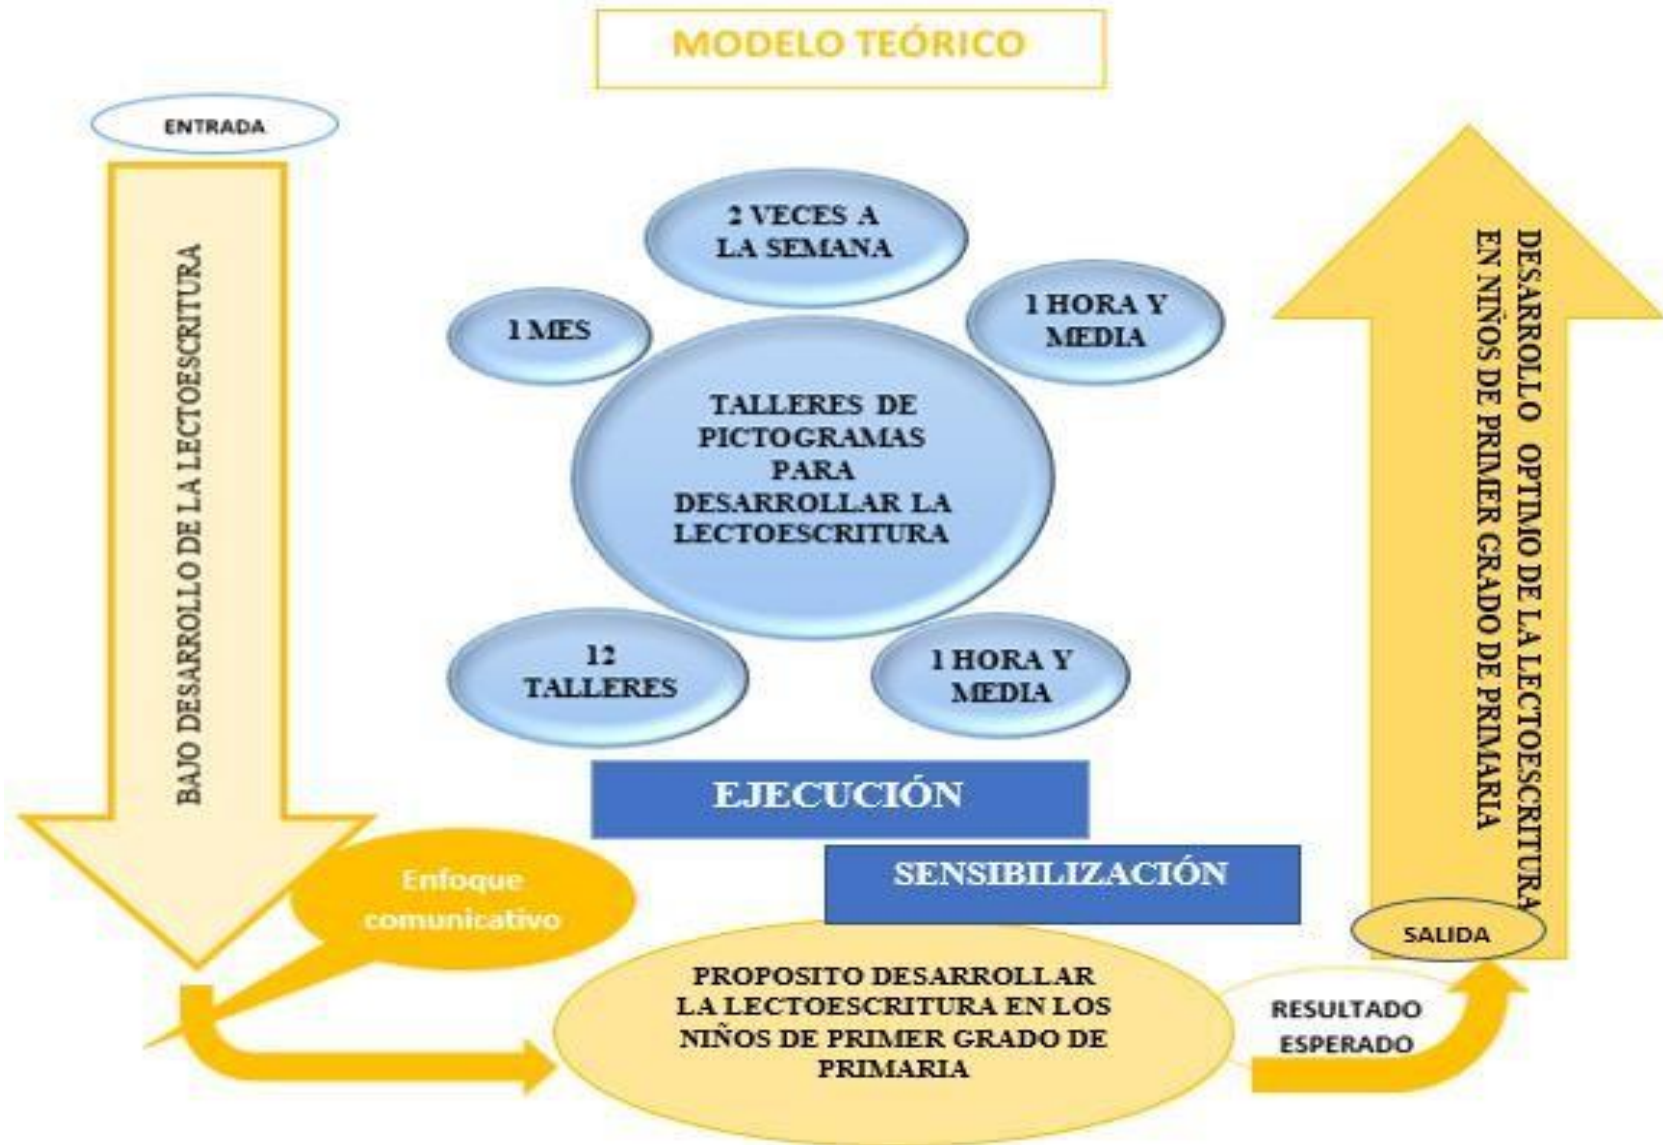 MODELO TEÓRICO
ENTRADA
BAJO DESARROLLO DE LA LECTOESCRITURA
2 VECES A
LA SEMANA
1 MES
1 HORA Y
MEDIA
TALLERES DE
PICTOGRAMAS
PARA
DESARROLLAR LA
LECTOESCRITURA
12
TALLERES
1 HORA Y
MEDIA
EJECUCIÓN
SENSIBILIZACIÓN
Enfoque
comunicativo
PROPOSITO DESARROLLAR
LA LECTOESCRITURA EN LOS
NIÑOS DE PRIMER GRADO DE
PRIMARIA
RESULTADO
ESPERADO
SALIDA
DESARROLLO OPTIMO DE LA LECTOESCRITURA
EN NIÑOS DE PRIMER GRADO DE PRIMARIA